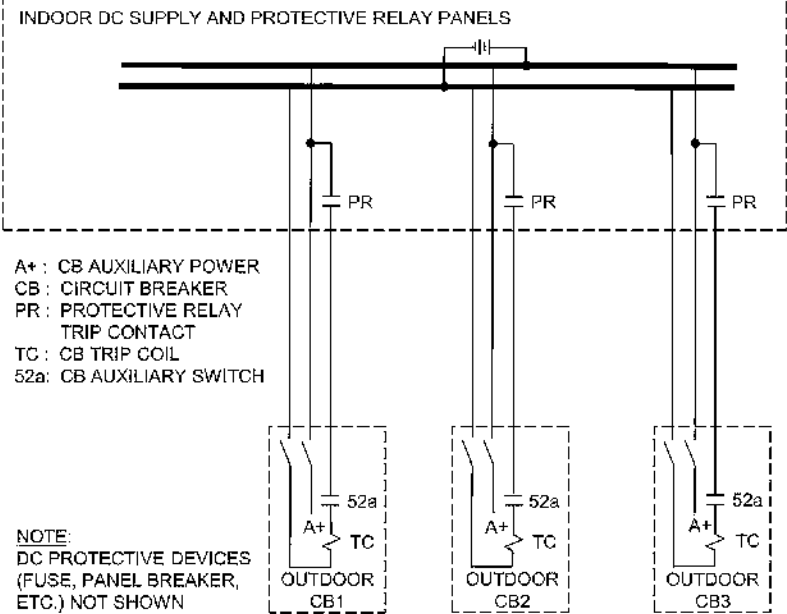 INDOOR DC SUPPLY AND PROTECTIVE RELAY PANELS
PR
PR
PR
A+ : CB AUXILIARY POWER
CB : CIRCUIT BREAKER
PR : PROTECTIVE RELAY
TRIP CONTACT
TC : CB TRIP COIL
52a: CB AUXILIARY SWITCH
52a
52a
52a
A+
A+
A+
TC
TC
TC
NOTE:
DC PROTECTIVE DEVICES
(FUSE, PANEL BREAKER,
ETC.) NOT SHOWN
OUTDOOR
CB1
OUTDOOR
CB2
OUTDOOR
CB3